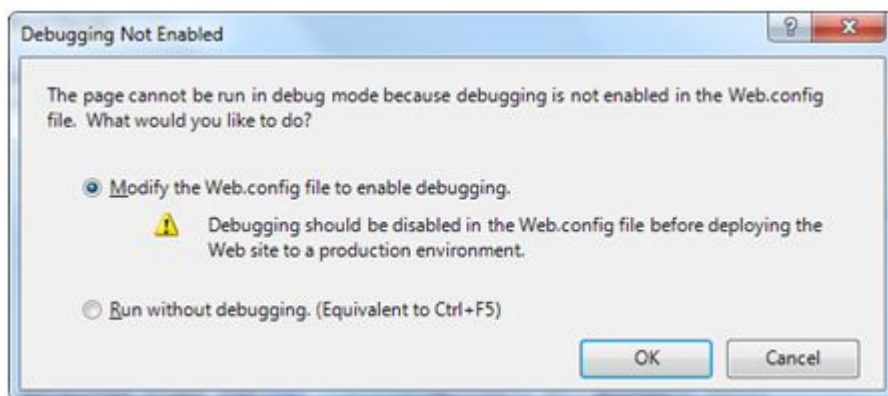 Debugging Not Enabled
The page cannot be run in debug mode because debugging is not enabled in the Web.config
file. What would you like to do?
Modify the Web.config file to enable debugging.
Debugging should be disabled in the Web.config file before deploying the
Web site to a production environment.
Run without debugging. (Equivalent to Ctrl+F5)
OK
Cancel